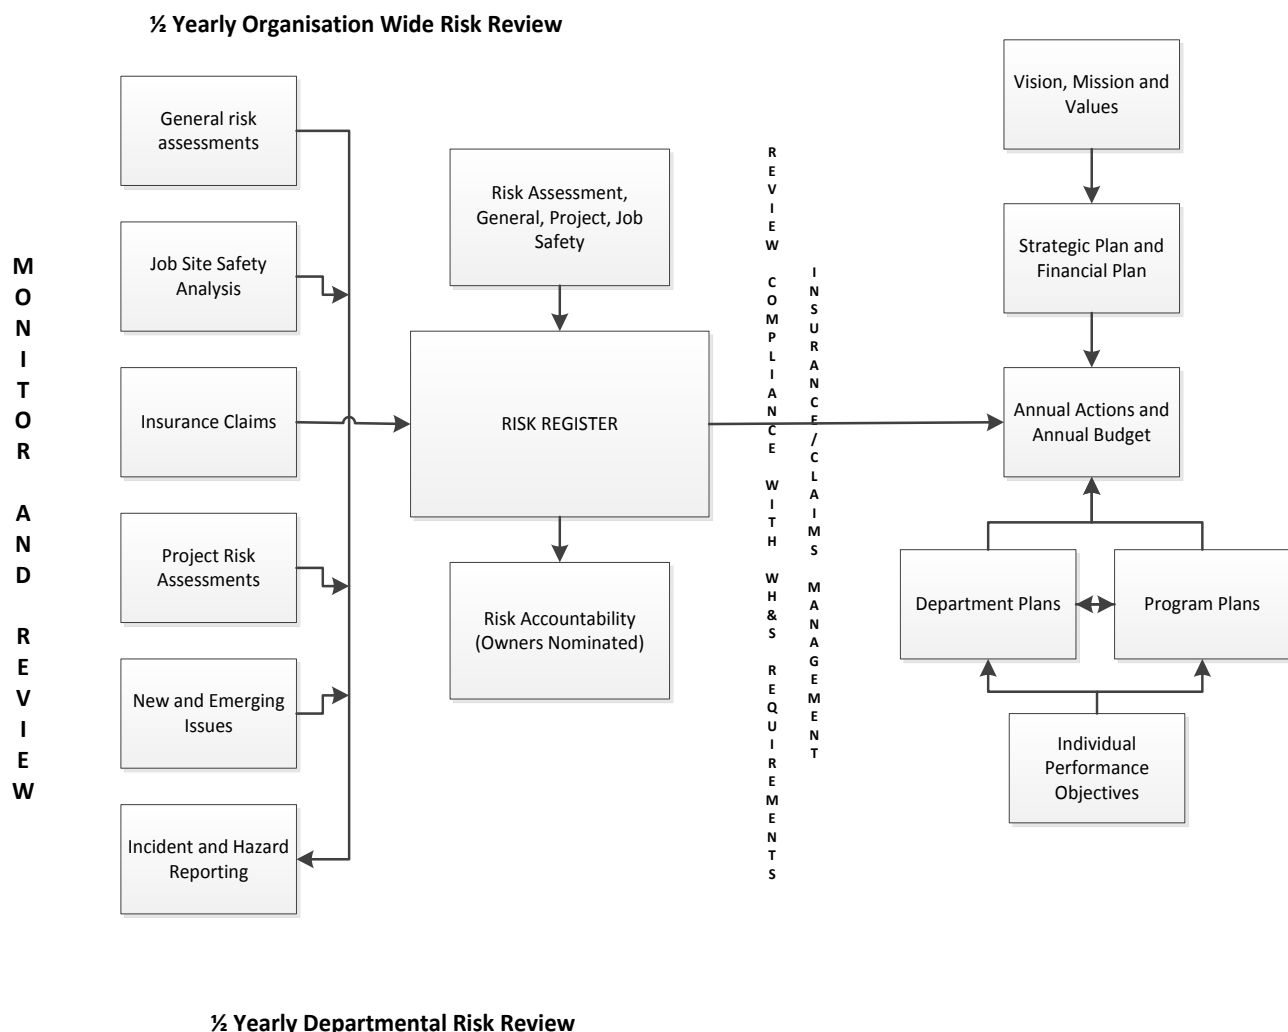 ½ Yearly Organisation Wide Risk Review
MONITOR AND REVIEW
General risk
assessments
Job Site Safety
Analysis
Insurance Claims
Project Risk
Assessments
New and Emerging
Issues
Incident and Hazard
Reporting
Risk Assessment,
General, Project, Job
Safety
RISK REGISTER
Risk Accountability
(Owners Nominated)
REVIEW COMPLIANCE WITH WH&S REQUIREMENTS
INSURANCE/CLAIMS MANAGEMENT
Vision, Mission and
Values
Strategic Plan and
Financial Plan
Annual Actions and
Annual Budget
Department Plans
Program Plans
Individual
Performance
Objectives
½ Yearly Departmental Risk Review